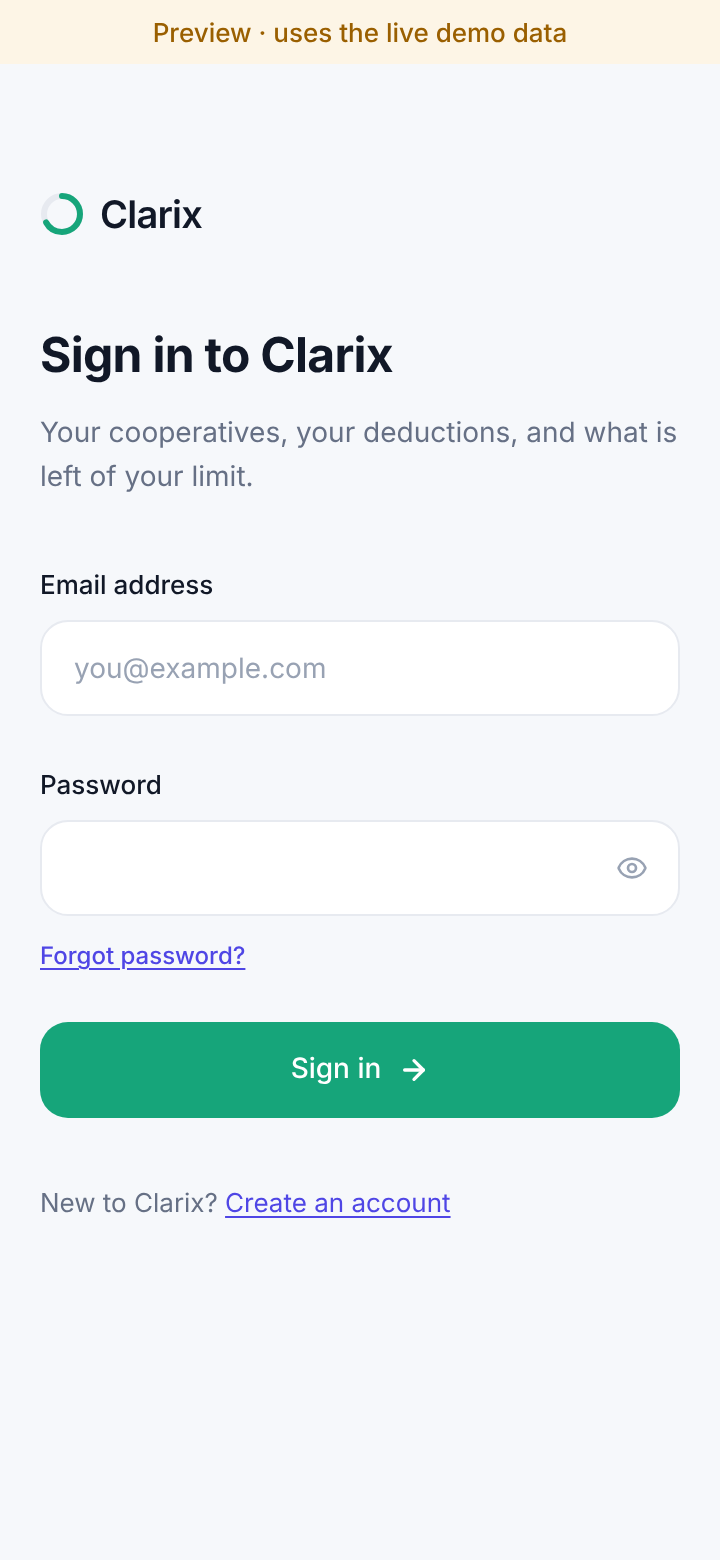 Preview · uses the live demo data
Clarix
Sign in to Clarix
Your cooperatives, your deductions, and what is
left of your limit.
Email address
you@example.com
Password
Forgot password?
Sign in →
New to Clarix? Create an account